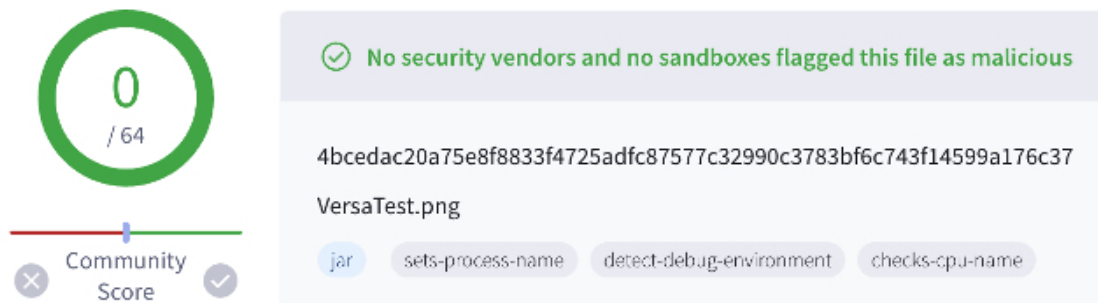 0
/ 64
Community
Score
No security vendors and no sandboxes flagged this file as malicious
4bcedac20a75e8f8833f4725adfc87577c32990c3783bf6c743f14599a176c37
VersaTest.png
jar sets-process-name detect-debug-environment checks-cpu-name